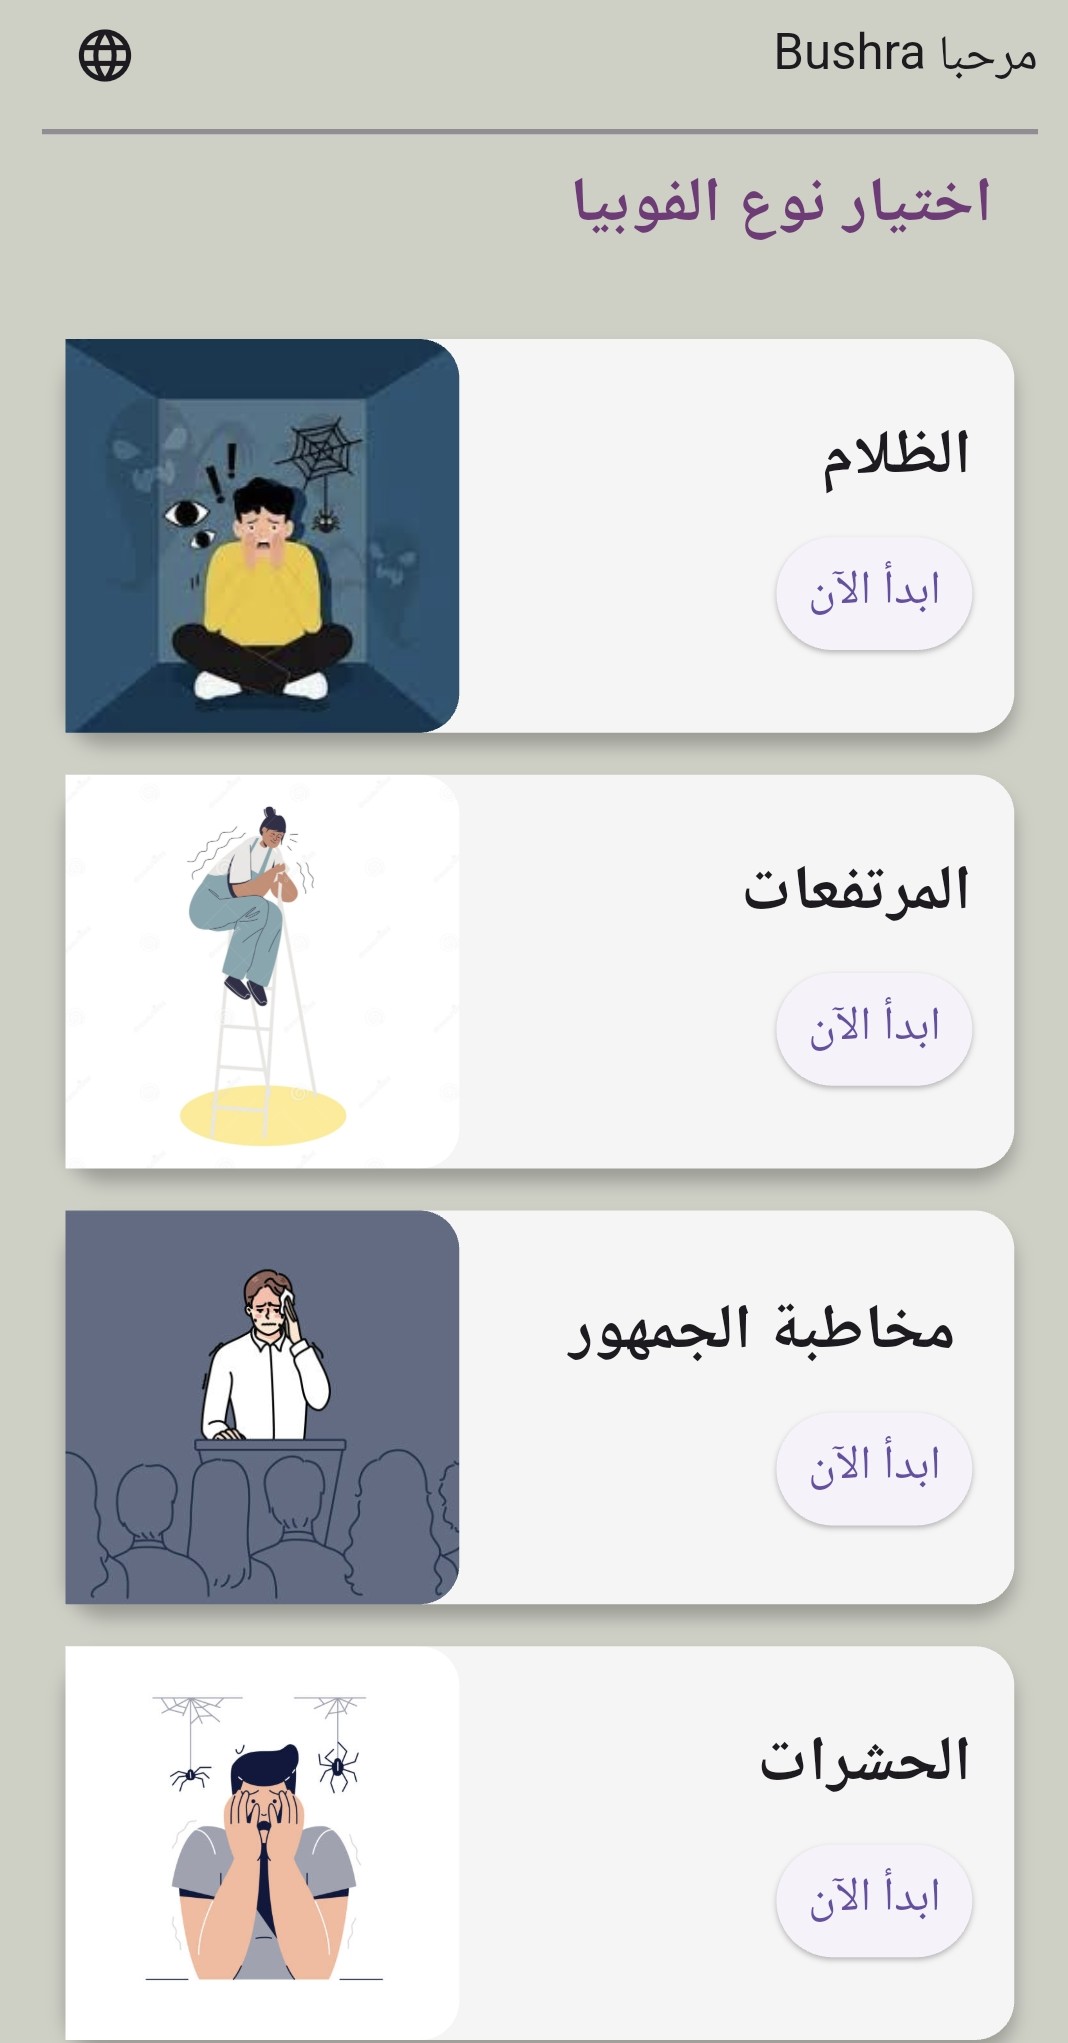 مرحبا Bushra
اختيار نوع الفوبيا
الظلام
ابدأ الآن
المرتفعات
ابدأ الآن
مخاطبة الجمهور
ابدأ الآن
الحشرات
ابدأ الآن